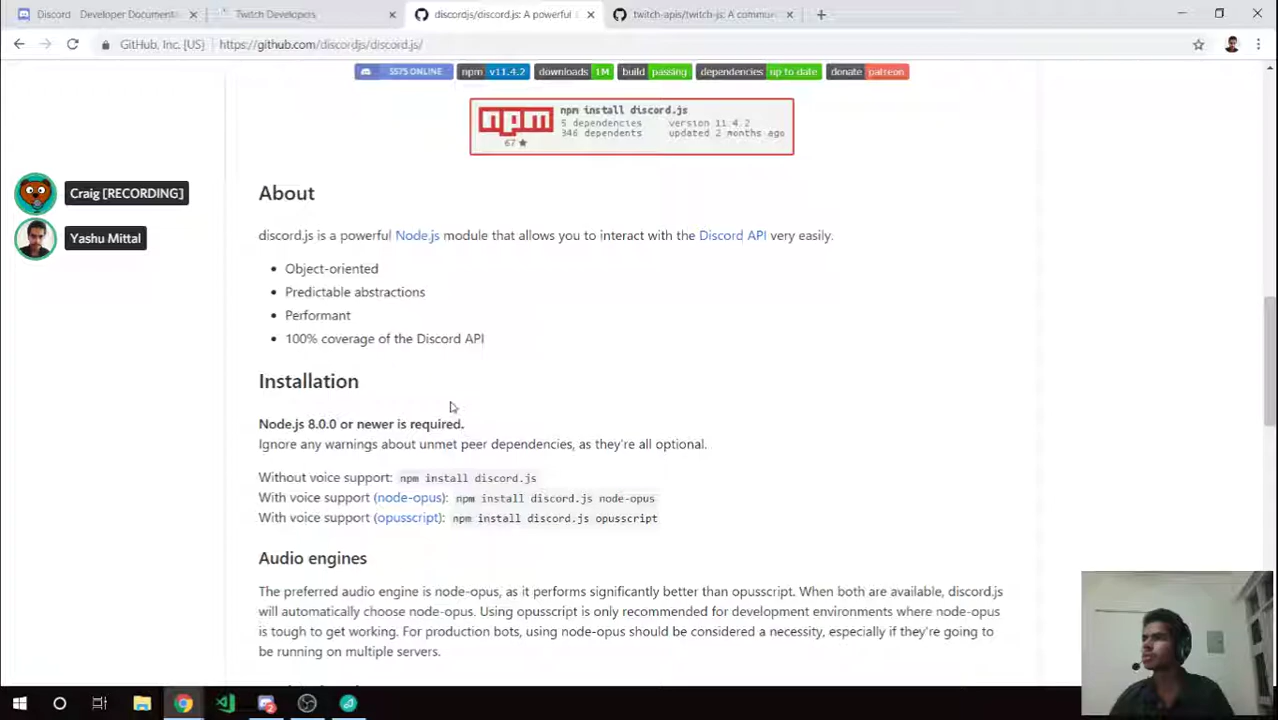 Discord   Developer Document
Twitch Developers
discordjs/discord.js: A powerful
twitch-apis/twitch-js: A commun
GitHub, Inc. [US]
https://github.com/discordjs/discord.js/
5575 ONLINE
npm v11.4.2
downloads 1M
build passing
dependencies up to date
donate patreon
npm
67 ★
npm install discord.js
5 dependencies version 11.4.2
346 dependents updated 2 months ago
Craig [RECORDING]
Yashu Mittal
About
discord.js is a powerful Node.js module that allows you to interact with the Discord API very easily.
• Object-oriented
• Predictable abstractions
• Performant
• 100% coverage of the Discord API
Installation
Node.js 8.0.0 or newer is required.
Ignore any warnings about unmet peer dependencies, as they're all optional.
Without voice support: npm install discord.js
With voice support (node-opus): npm install discord.js node-opus
With voice support (opusscript): npm install discord.js opusscript
Audio engines
The preferred audio engine is node-opus, as it performs significantly better than opusscript. When both are available, discord.js
will automatically choose node-opus. Using opusscript is only recommended for development environments where node-opus
is tough to get working. For production bots, using node-opus should be considered a necessity, especially if they're going to
be running on multiple servers.
2